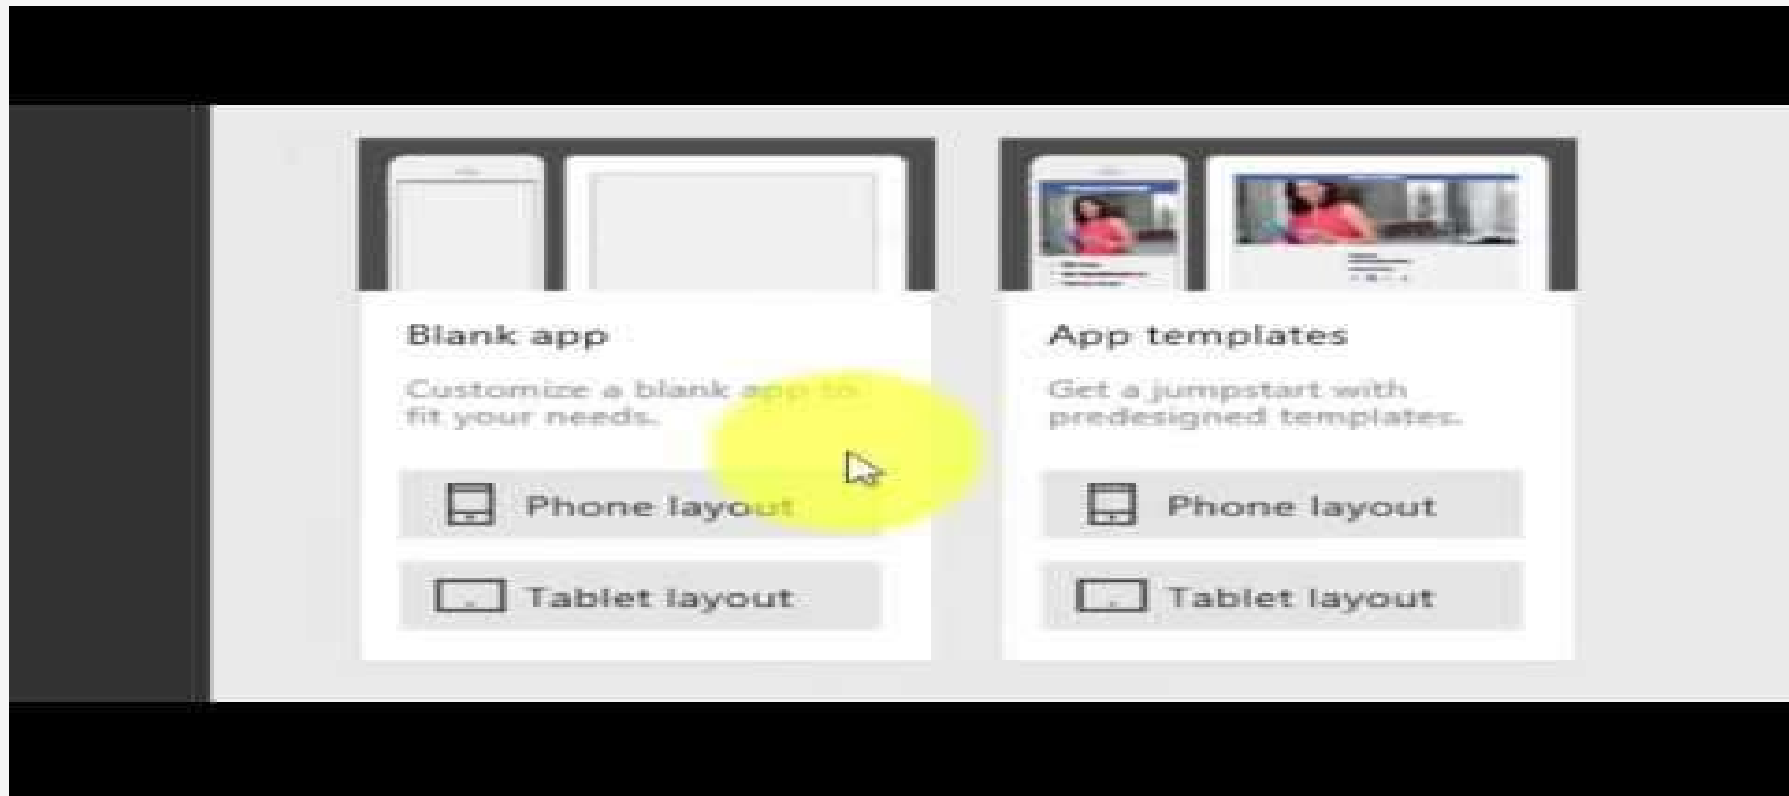 Blank app
Customize a blank app to
fit your needs.
Phone layout
Tablet layout
App templates
Get a jumpstart with
predesigned templates.
Phone layout
Tablet layout